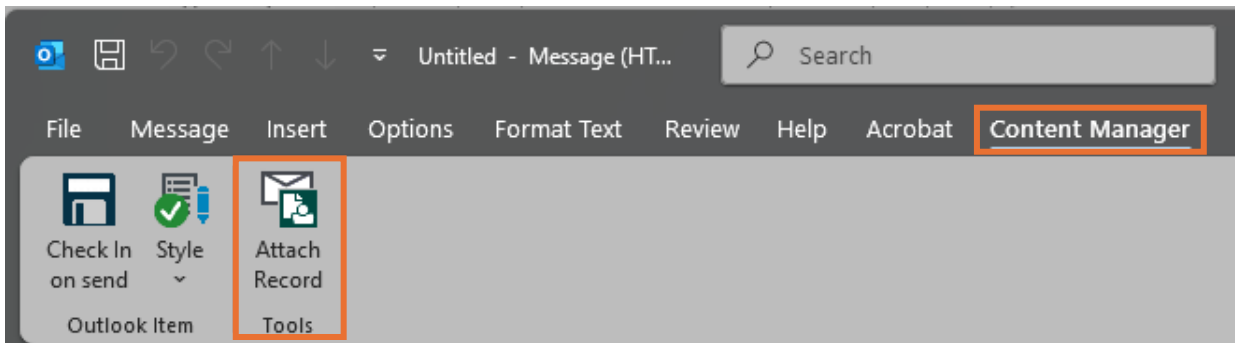 Untitled - Message (HT...
Search
File Message Insert Options Format Text Review Help Acrobat Content Manager
Check In Style Attach
on send Record
Outlook Item Tools